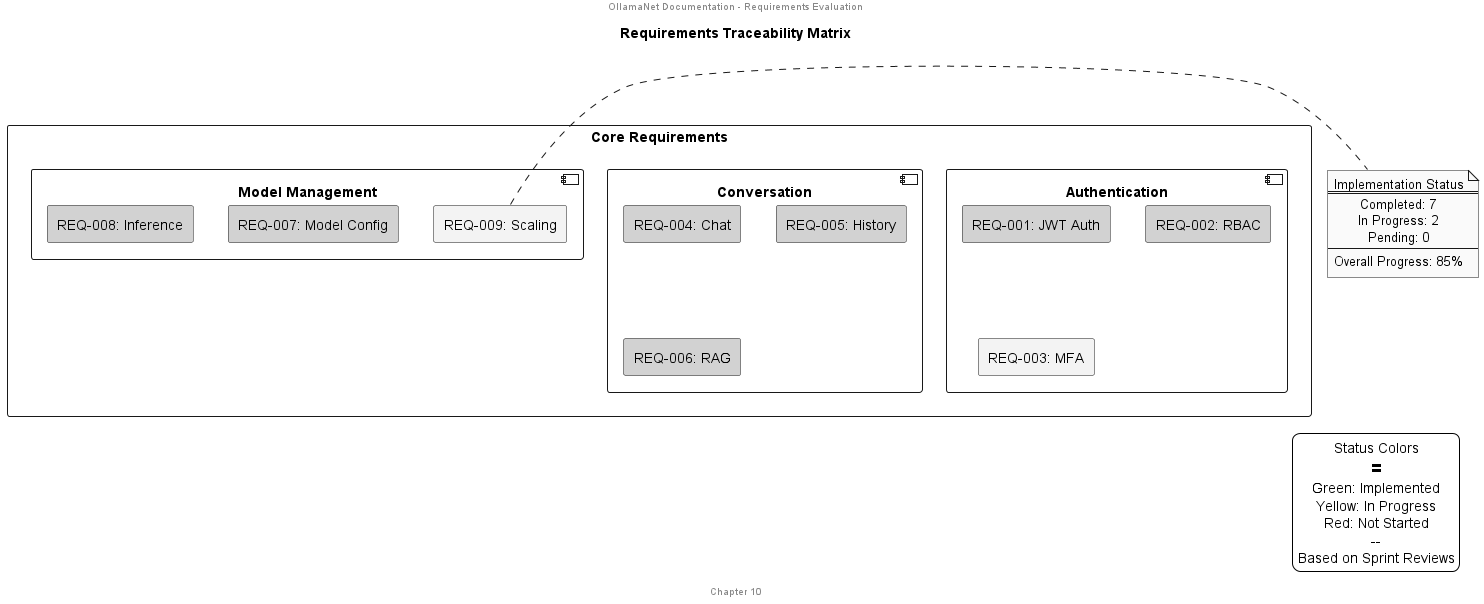 OllamaNet Documentation - Requirements Evaluation
Requirements Traceability Matrix
Core Requirements
Model Management
REQ-008: Inference
REQ-007: Model Config
REQ-009: Scaling
Conversation
REQ-004: Chat
REQ-005: History
REQ-006: RAG
Authentication
REQ-001: JWT Auth
REQ-002: RBAC
REQ-003: MFA
Implementation Status
Completed: 7
In Progress: 2
Pending: 0
Overall Progress: 85%
Status Colors
=
Green: Implemented
Yellow: In Progress
Red: Not Started
--
Based on Sprint Reviews
Chapter 10